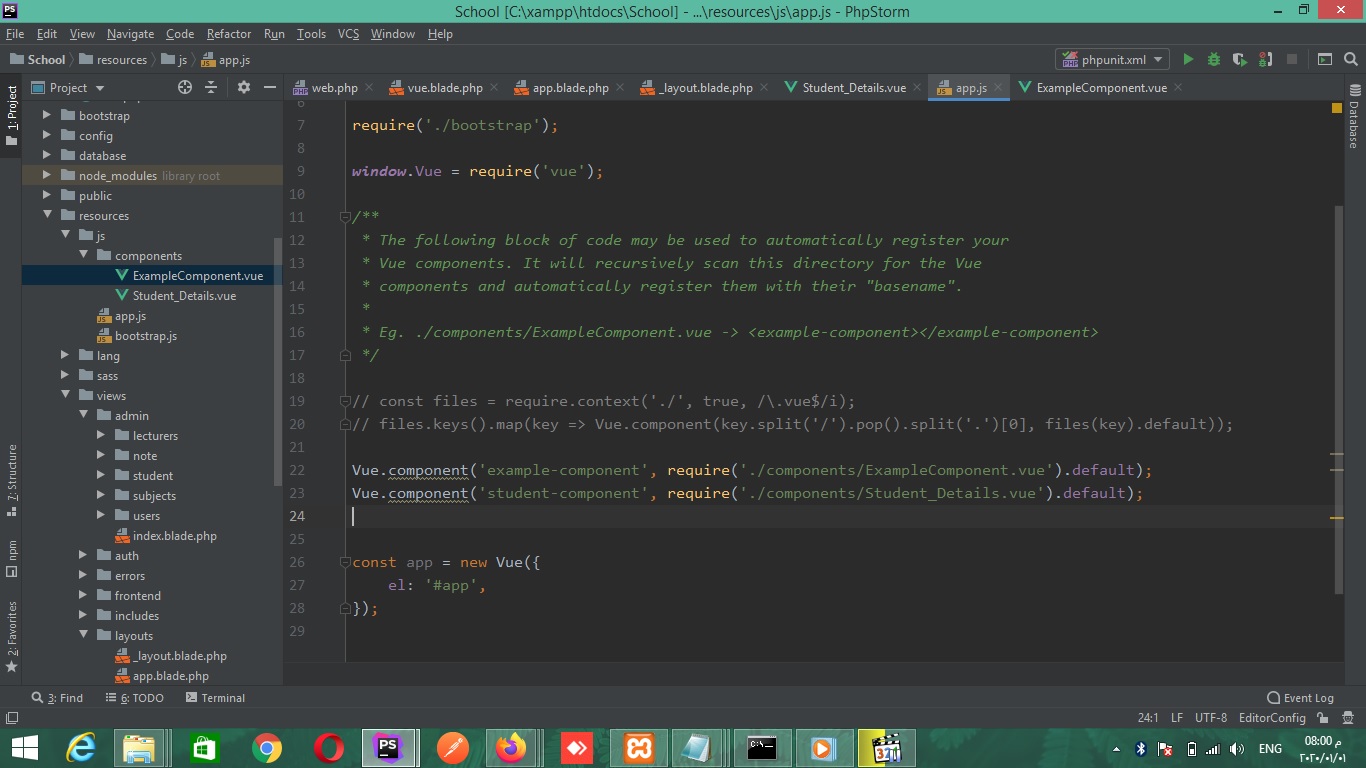 School [C:\xampp\htdocs\School] - ...\resources\js\app.js - PhpStorm
File Edit View Navigate Code Refactor Run Tools VCS Window Help
School resources js app.js phpunit.xml
Project
web.php vue.blade.php app.blade.php _layout.blade.php Student_Details.vue app.js ExampleComponent.vue
1: Project
7: Structure
npm
2: Favorites
Database
bootstrap
config
database
node_modules library root
public
resources
js
components
ExampleComponent.vue
Student_Details.vue
app.js
bootstrap.js
lang
sass
views
admin
lecturers
note
student
subjects
users
index.blade.php
auth
errors
frontend
includes
layouts
_layout.blade.php
app.blade.php
6
7 require('./bootstrap');
8
9 window.Vue = require('vue');
10
11 /**
12 * The following block of code may be used to automatically register your
13 * Vue components. It will recursively scan this directory for the Vue
14 * components and automatically register them with their "basename".
15 *
16 * Eg. ./components/ExampleComponent.vue -> <example-component></example-component>
17 */
18
19 // const files = require.context('./', true, /\.vue$/i);
20 // files.keys().map(key => Vue.component(key.split('/').pop().split('.')[0], files(key).default));
21
22 Vue.component('example-component', require('./components/ExampleComponent.vue').default);
23 Vue.component('student-component', require('./components/Student_Details.vue').default);
24
25
26 const app = new Vue({
27 el: '#app',
28 });
29
3: Find 6: TODO Terminal Event Log
24:1 LF UTF-8 EditorConfig
ENG
08:00 م
٢٠٢٠/٠١/٠١